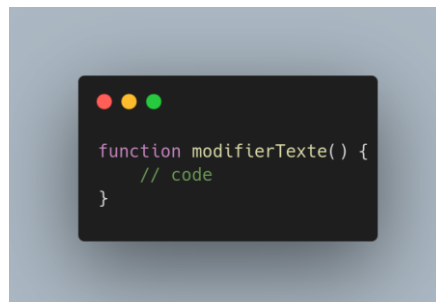 function modifierTexte() {
    // code
}